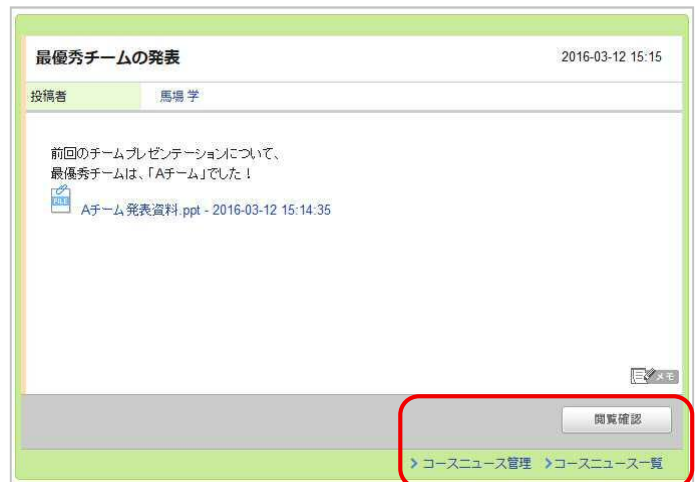 最優秀チームの発表 2016-03-12 15:15
投稿者 馬場 学
前回のチームプレゼンテーションについて、
最優秀チームは、「Aチーム」でした！
FILE Aチーム発表資料.ppt - 2016-03-12 15:14:35
メモ
閲覧確認
コースニュース管理 コースニュース一覧